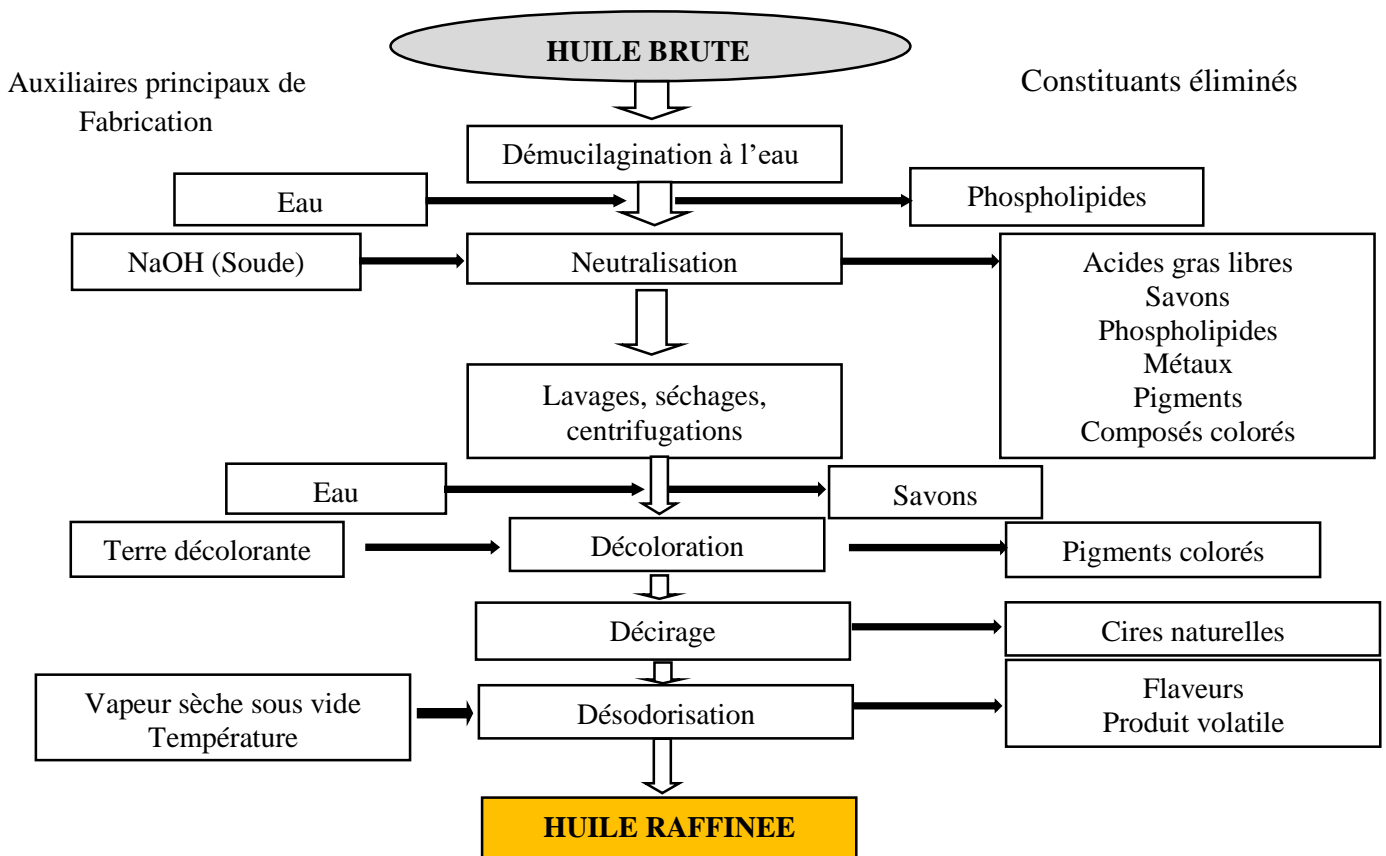 HUILE BRUTE
Auxiliaires principaux de
Fabrication
Constituants éliminés
Démucilagination à l’eau
Eau
Phospholipides
NaOH (Soude)
Neutralisation
Acides gras libres
Savons
Phospholipides
Métaux
Pigments
Composés colorés
Lavages, séchages,
centrifugations
Eau
Savons
Terre décolorante
Décoloration
Pigments colorés
Décirage
Cires naturelles
Vapeur sèche sous vide
Température
Désodorisation
Flaveurs
Produit volatile
HUILE RAFFINEE